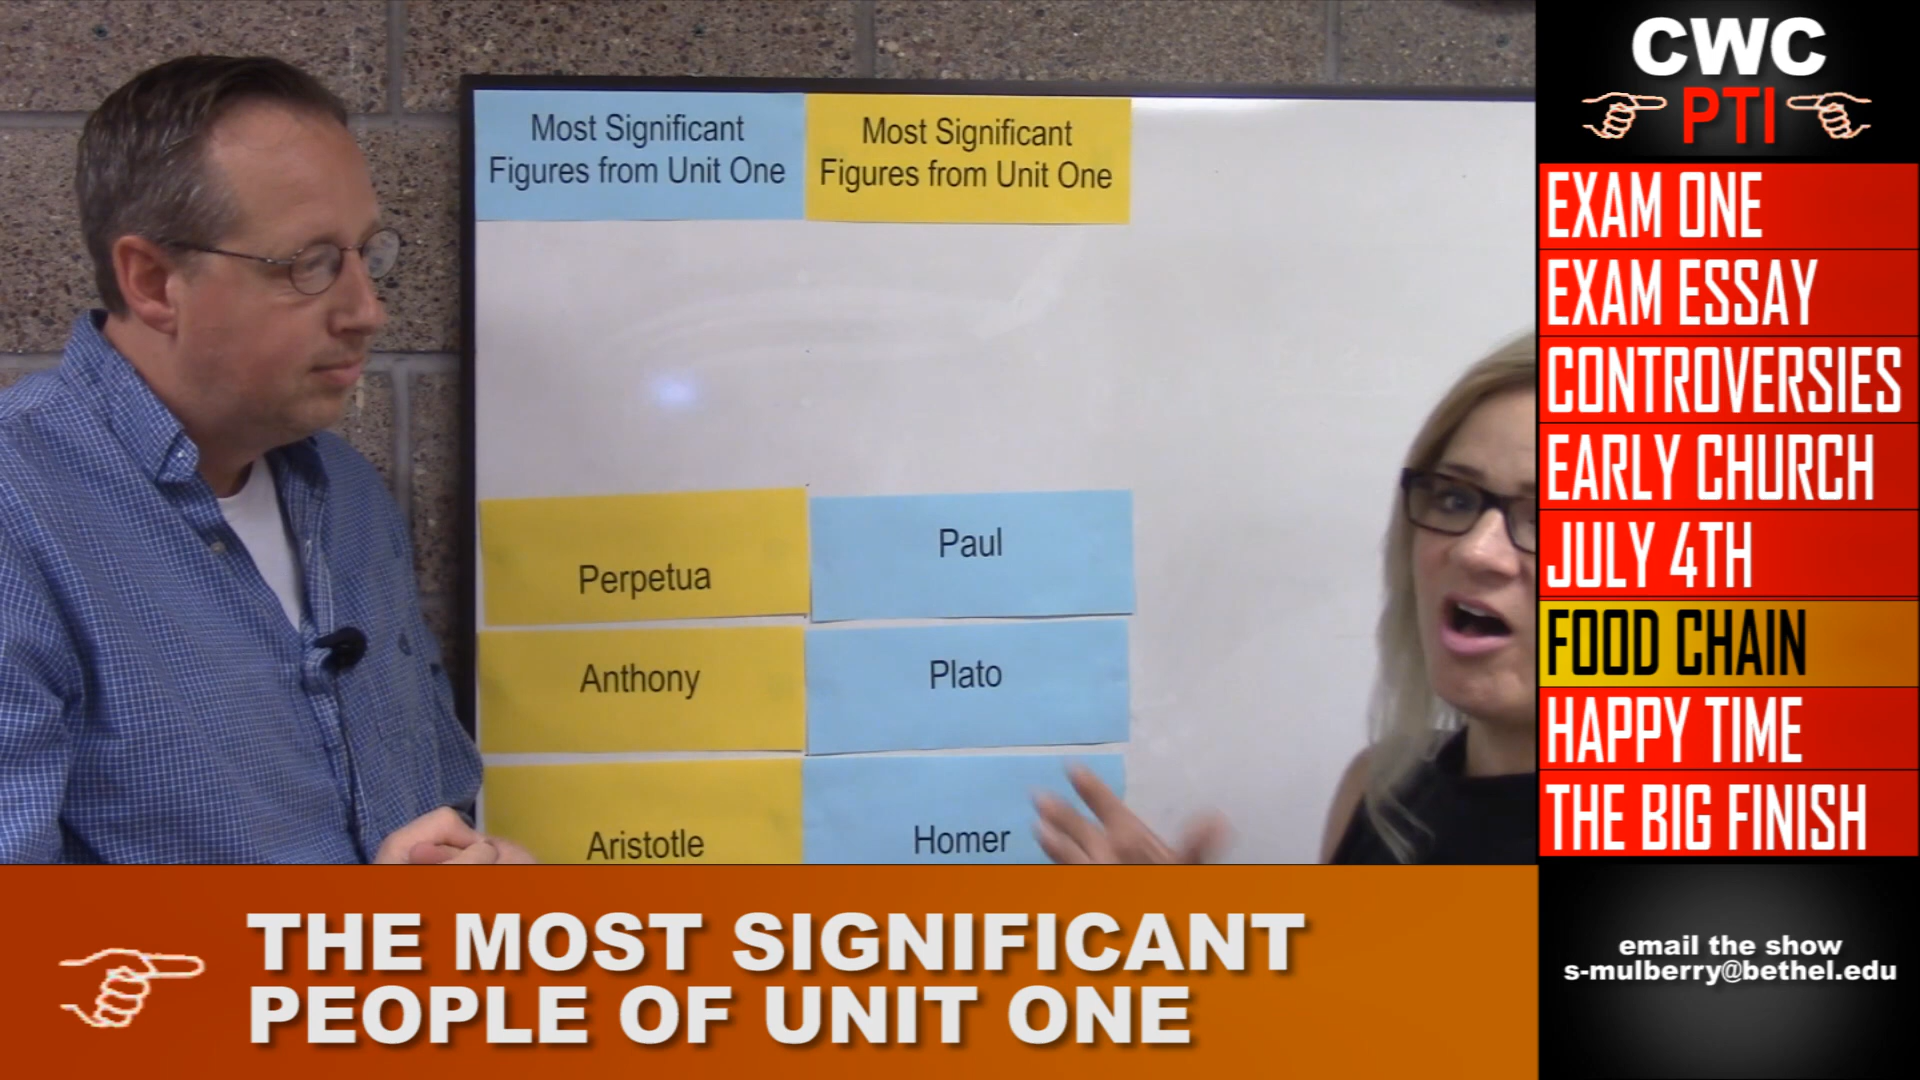 Most Significant
Figures from Unit One
Most Significant
Figures from Unit One
Perpetua
Paul
Anthony
Plato
Aristotle
Homer
CWC
PTI
EXAM ONE
EXAM ESSAY
CONTROVERSIES
EARLY CHURCH
JULY 4TH
FOOD CHAIN
HAPPY TIME
THE BIG FINISH
THE MOST SIGNIFICANT
PEOPLE OF UNIT ONE
email the show
s-mulberry@bethel.edu